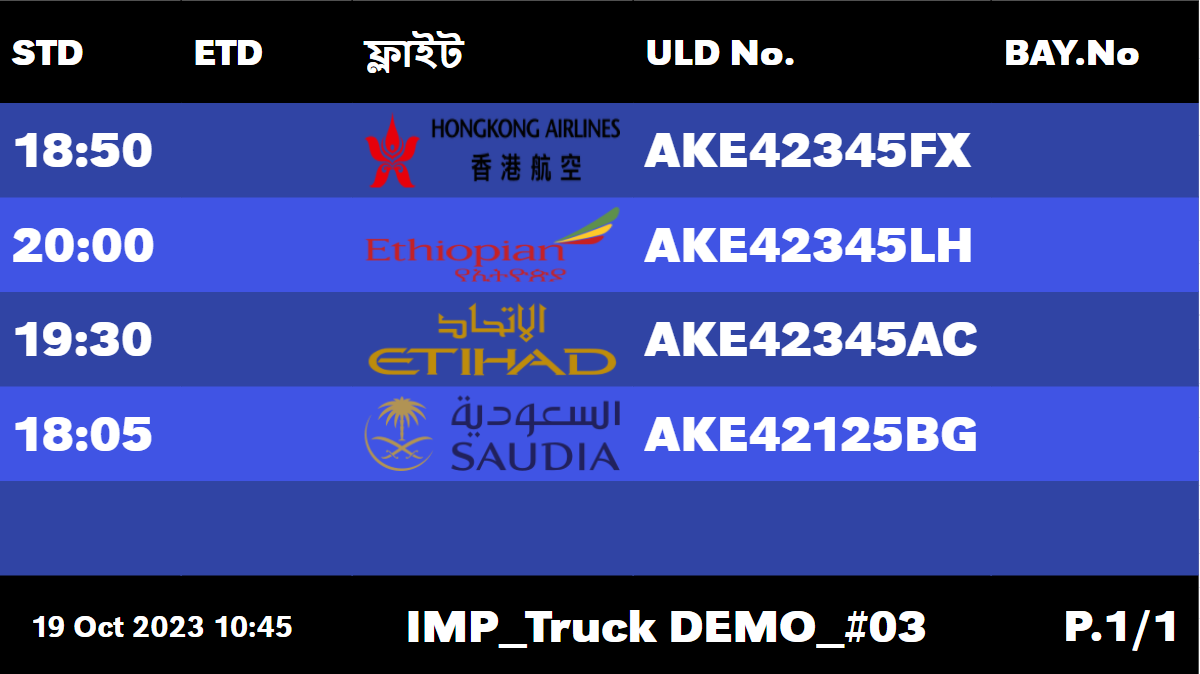 STD ETD ফ্লাইট ULD No. BAY.No
18:50 HONGKONG AIRLINES 香港航空 AKE42345FX
20:00 Ethiopian የኢትዮጵያ AKE42345LH
19:30 الاتحاد ETIHAD AKE42345AC
18:05 السعودية SAUDIA AKE42125BG
19 Oct 2023 10:45 IMP_Truck DEMO_#03 P.1/1